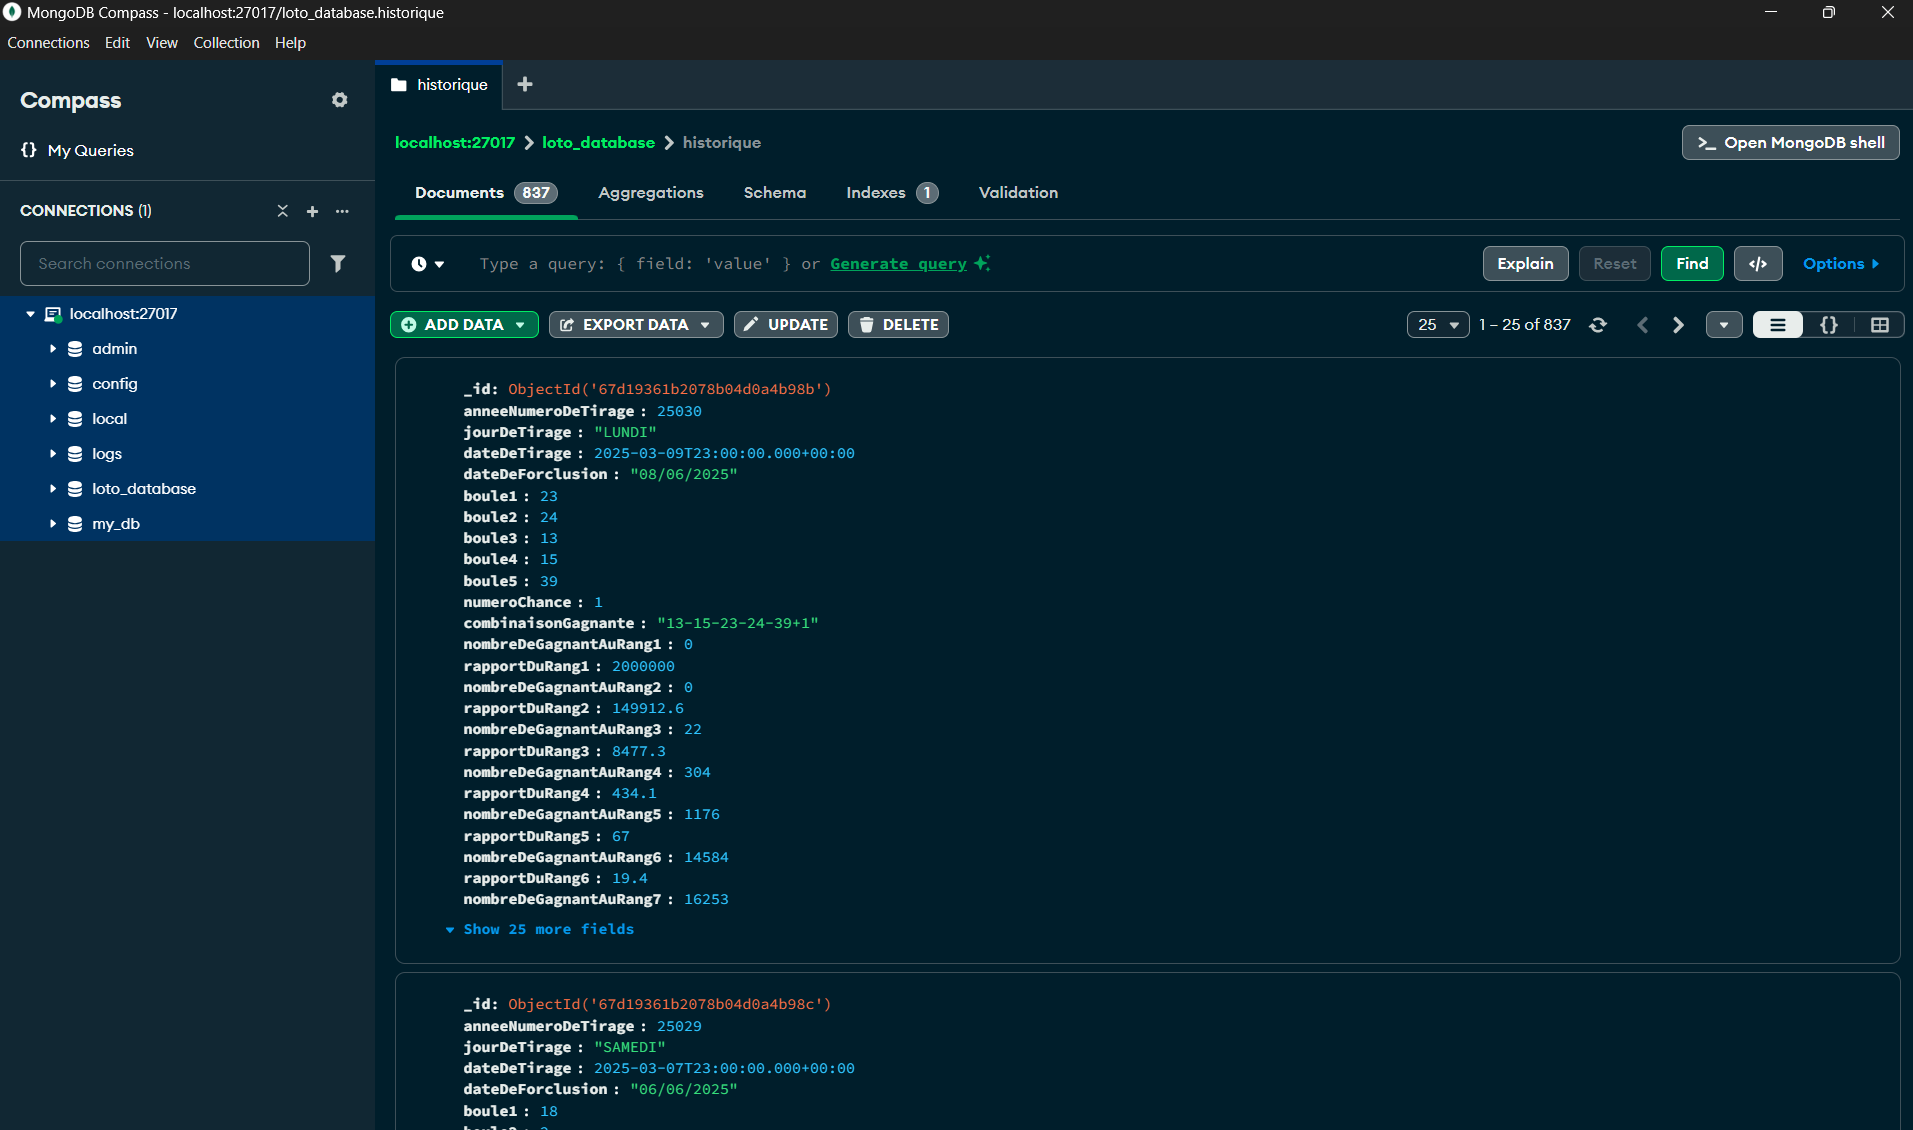 MongoDB Compass - localhost:27017/loto_database.historique
Connections Edit View Collection Help
Compass
{} My Queries
CONNECTIONS (1)
Search connections
localhost:27017
admin
config
local
logs
loto_database
my_db
historique
localhost:27017 > loto_database > historique
>_ Open MongoDB shell
Documents 837 Aggregations Schema Indexes 1 Validation
Type a query: { field: 'value' } or Generate query
Explain Reset Find </> Options
ADD DATA EXPORT DATA UPDATE DELETE
25 1 – 25 of 837 {}
_id: ObjectId('67d19361b2078b04d0a4b98b')
anneeNumeroDeTirage : 25030
jourDeTirage : "LUNDI"
dateDeTirage : 2025-03-09T23:00:00.000+00:00
dateDeForclusion : "08/06/2025"
boule1 : 23
boule2 : 24
boule3 : 13
boule4 : 15
boule5 : 39
numeroChance : 1
combinaisonGagnante : "13-15-23-24-39+1"
nombreDeGagnantAuRang1 : 0
rapportDuRang1 : 2000000
nombreDeGagnantAuRang2 : 0
rapportDuRang2 : 149912.6
nombreDeGagnantAuRang3 : 22
rapportDuRang3 : 8477.3
nombreDeGagnantAuRang4 : 304
rapportDuRang4 : 434.1
nombreDeGagnantAuRang5 : 1176
rapportDuRang5 : 67
nombreDeGagnantAuRang6 : 14584
rapportDuRang6 : 19.4
nombreDeGagnantAuRang7 : 16253
Show 25 more fields
_id: ObjectId('67d19361b2078b04d0a4b98c')
anneeNumeroDeTirage : 25029
jourDeTirage : "SAMEDI"
dateDeTirage : 2025-03-07T23:00:00.000+00:00
dateDeForclusion : "06/06/2025"
boule1 : 18